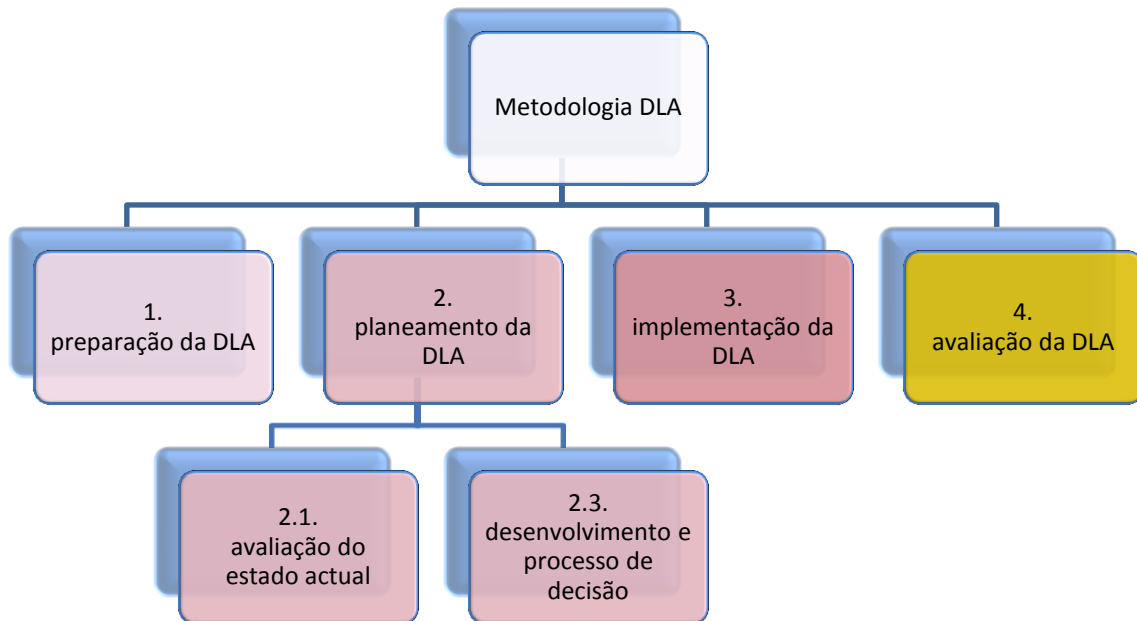 Metodologia DLA
1.
preparação da DLA
2.
planeamento da
DLA
3.
implementação da
DLA
4.
avaliação da DLA
2.1.
avaliação do
estado actual
2.3.
desenvolvimento e
processo de
decisão